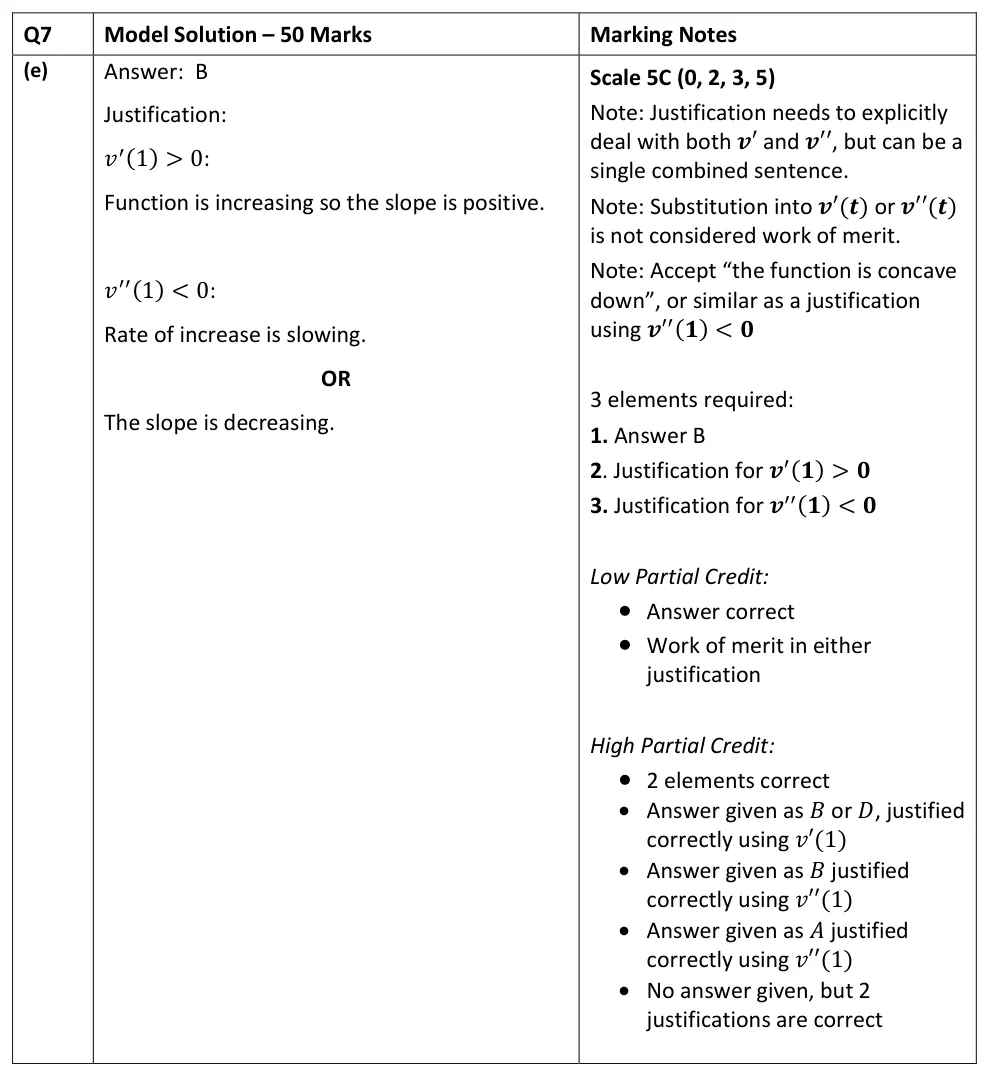 Q7 Model Solution – 50 Marks Marking Notes
(e) Answer: B
Justification:
v′(1) > 0:
Function is increasing so the slope is positive.
v′′(1) < 0:
Rate of increase is slowing.
OR
The slope is decreasing.
Scale 5C (0, 2, 3, 5)
Note: Justification needs to explicitly
deal with both v′ and v′′, but can be a
single combined sentence.
Note: Substitution into v′(t) or v′′(t)
is not considered work of merit.
Note: Accept “the function is concave
down”, or similar as a justification
using v′′(1) < 0
3 elements required:
1. Answer B
2. Justification for v′(1) > 0
3. Justification for v′′(1) < 0
Low Partial Credit:
• Answer correct
• Work of merit in either
justification
High Partial Credit:
• 2 elements correct
• Answer given as B or D, justified
correctly using v′(1)
• Answer given as B justified
correctly using v′′(1)
• Answer given as A justified
correctly using v′′(1)
• No answer given, but 2
justifications are correct